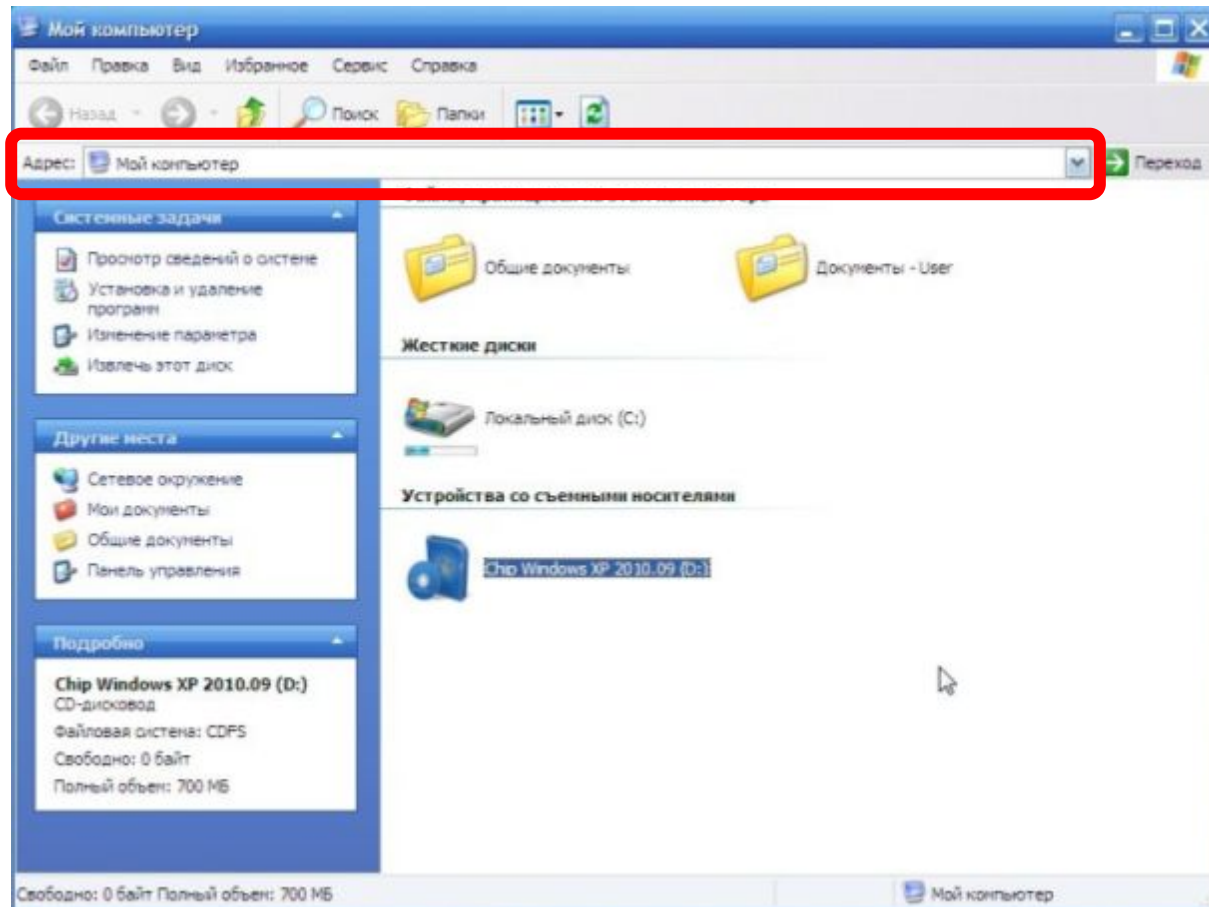 Мой компьютер
Файл Правка Вид Избранное Сервис Справка
Назад Поиск Папки
Адрес: Мой компьютер Переход
Системные задачи
Просмотр сведений о системе
Установка и удаление
программ
Изменение параметра
Извлечь этот диск
Другие места
Сетевое окружение
Мои документы
Общие документы
Панель управления
Подробно
Chip Windows XP 2010.09 (D:)
CD-дисковод
Файловая система: CDFS
Свободно: 0 байт
Полный объем: 700 МБ
Общие документы
Документы - User
Жесткие диски
Локальный диск (C:)
Устройства со съемными носителями
Chip Windows XP 2010.09 (D:)
Свободно: 0 байт Полный объем: 700 МБ
Мой компьютер